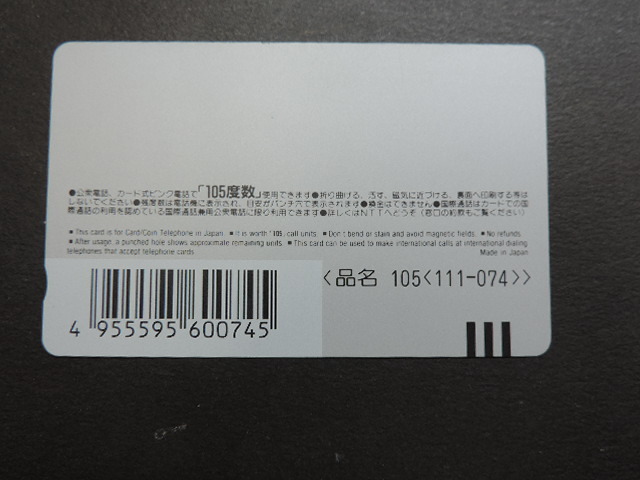 ●公衆電話、カード式ピンク電話で「105度数」使用できます●折り曲げる、汚す、磁気に近づける、裏面へ印刷する等は
しないでください●残度数は電話機に表示され、目安がパンチ穴で表示されます●換金はできません●国際通話はカードでの国
際通話の利用を認めている国際通話兼用公衆電話に限り利用できます●詳しくはNTTへどうぞ(窓口の約款もご覧ください)
■ This card is for Card/Coin Telephone in Japan. ■ It is worth "105" call units. ■ Don't bend or stain and avoid magnetic fields. ■ No refunds.
■ After usage, a punched hole shows approximate remaining units. ■ This card can be used to make international calls at international dialing
telephones that accept telephone cards. Made in Japan
〈品名 105〈111-074〉〉
4 955595 600745